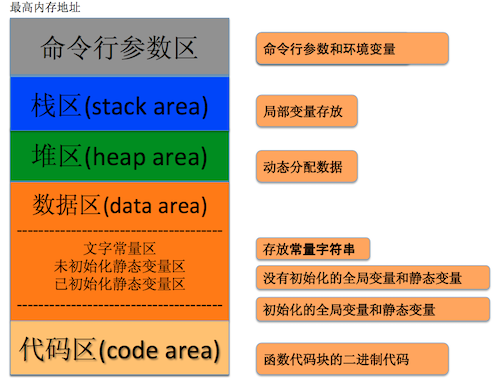 最高内存地址
命令行参数区
命令行参数和环境变量
栈区(stack area)
局部变量存放
堆区(heap area)
动态分配数据
数据区(data area)
文字常量区
存放常量字符串
未初始化静态变量区
没有初始化的全局变量和静态变量
已初始化静态变量区
初始化的全局变量和静态变量
代码区(code area)
函数代码块的二进制代码